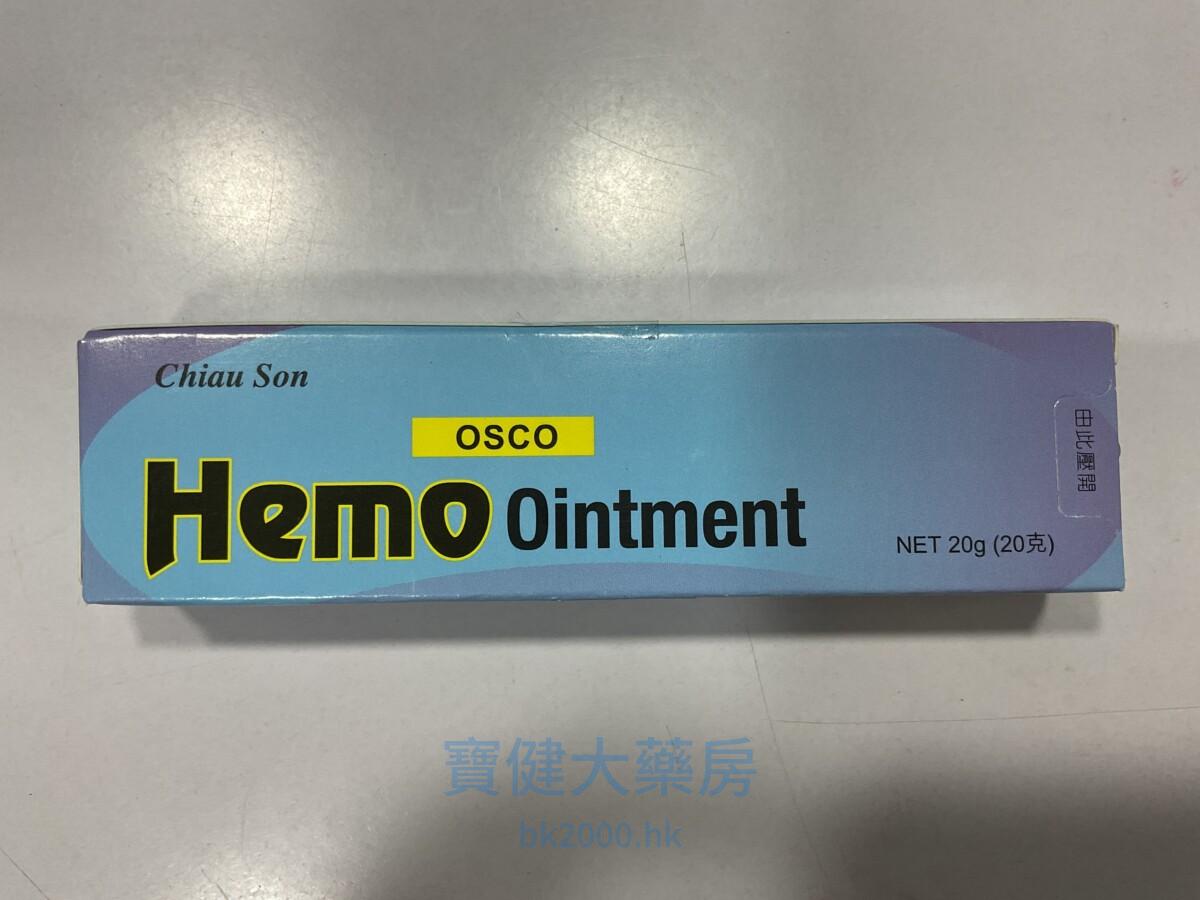 Chiau Son
OSCO
Hemo Ointment
NET 20g (20克)
由此壓開
寶健大藥房
bk2000.hk